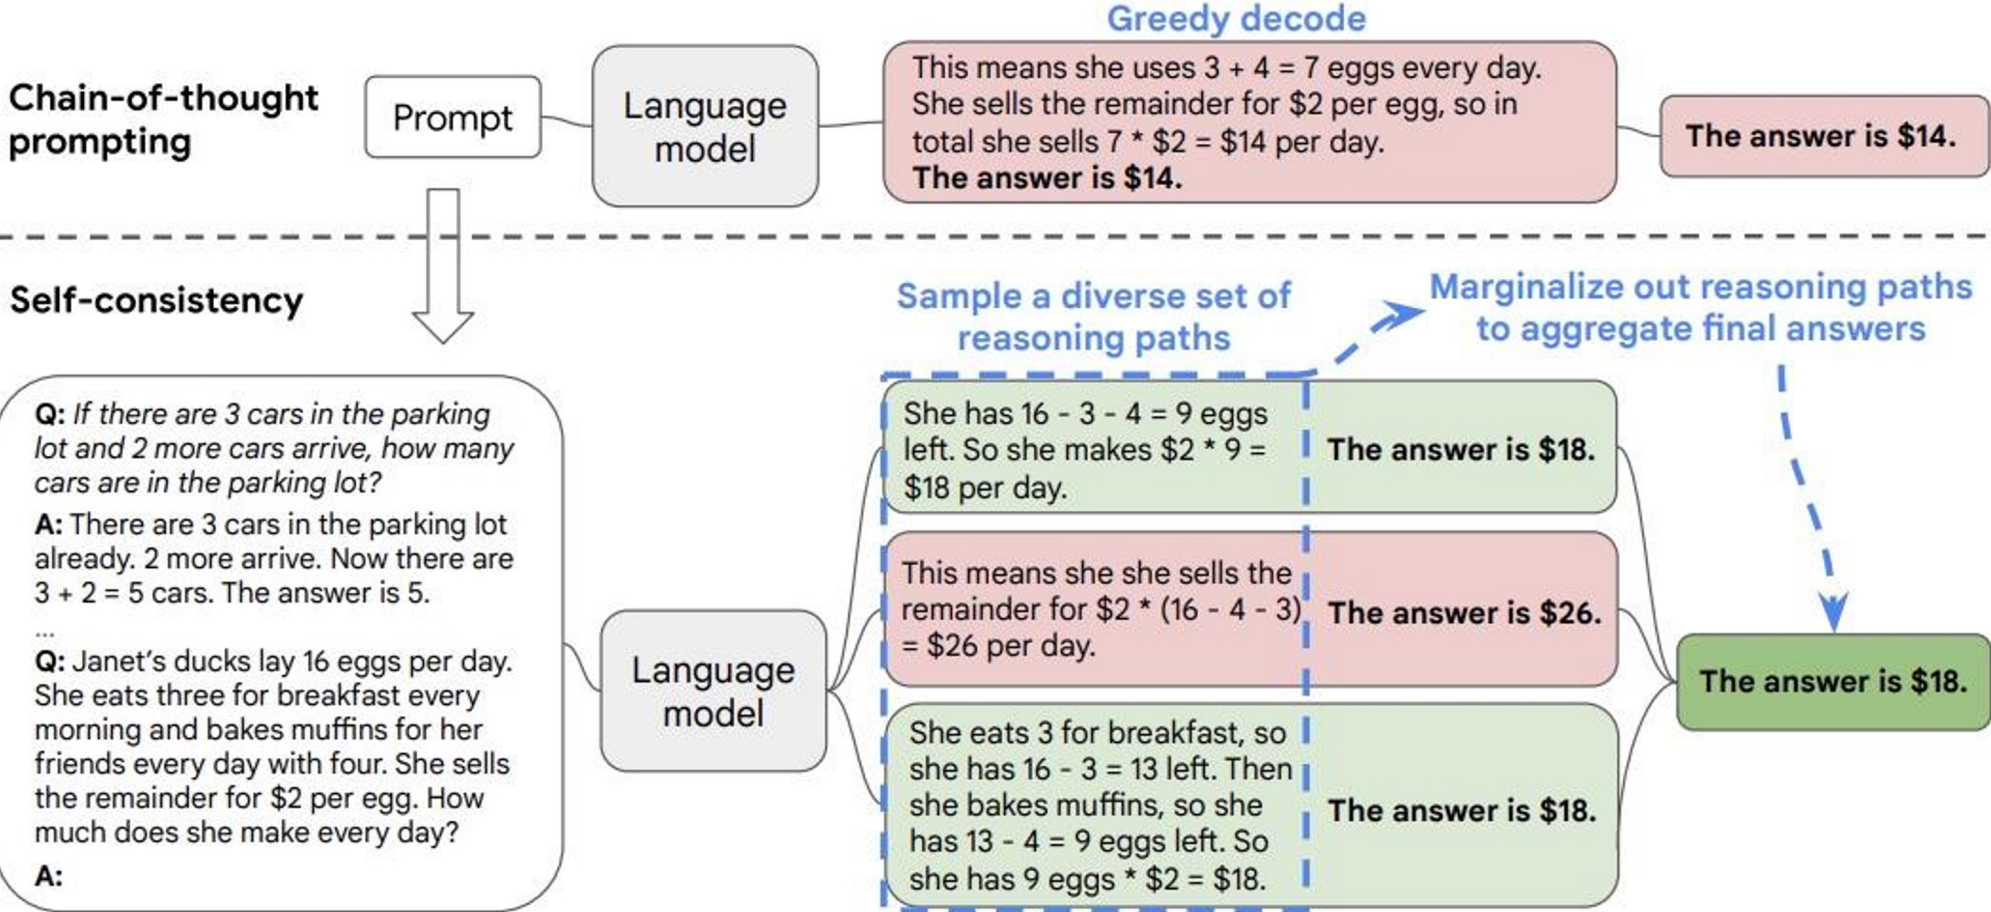 Greedy decode
Chain-of-thought
prompting
Prompt
Language
model
This means she uses 3 + 4 = 7 eggs every day.
She sells the remainder for $2 per egg, so in
total she sells 7 * $2 = $14 per day.
The answer is $14.
The answer is $14.
Self-consistency
Sample a diverse set of
reasoning paths
Marginalize out reasoning paths
to aggregate final answers
Q: If there are 3 cars in the parking
lot and 2 more cars arrive, how many
cars are in the parking lot?
A: There are 3 cars in the parking lot
already. 2 more arrive. Now there are
3 + 2 = 5 cars. The answer is 5.
...
Q: Janet's ducks lay 16 eggs per day.
She eats three for breakfast every
morning and bakes muffins for her
friends every day with four. She sells
the remainder for $2 per egg. How
much does she make every day?
A:
Language
model
She has 16 - 3 - 4 = 9 eggs
left. So she makes $2 * 9 =
$18 per day.
The answer is $18.
This means she she sells the
remainder for $2 * (16 - 4 - 3)
= $26 per day.
The answer is $26.
She eats 3 for breakfast, so
she has 16 - 3 = 13 left. Then
she bakes muffins, so she
has 13 - 4 = 9 eggs left. So
she has 9 eggs * $2 = $18.
The answer is $18.
The answer is $18.